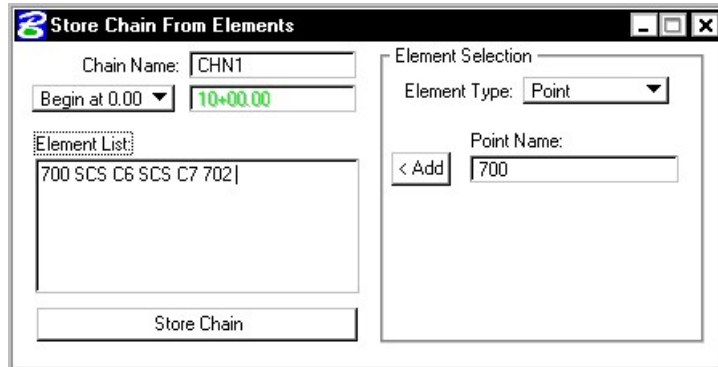 Store Chain From Elements
Chain Name: CHN1
Begin at 0.00 10+00.00
Element List:
700 SCS C6 SCS C7 702
Store Chain
Element Selection
Element Type: Point
Point Name:
< Add 700